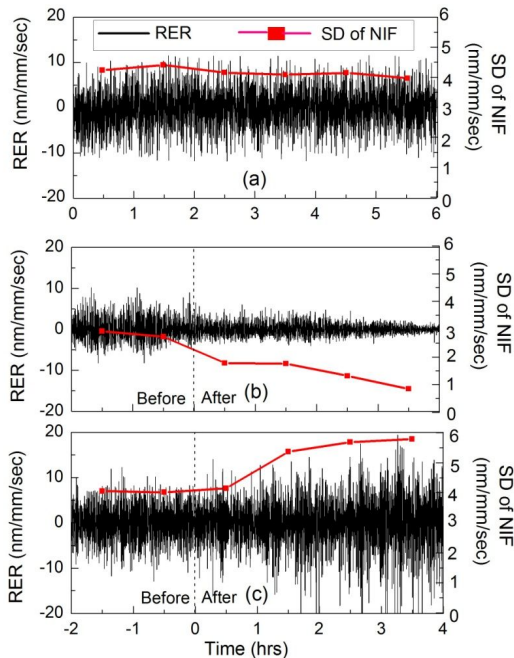 RER SD of NIF
RER (nm/mm/sec)
20
10
0
-10
-20
SD of NIF
(nm/mm/sec)
6
5
4
3
2
1
0
(a)
0 1 2 3 4 5 6
RER (nm/mm/sec)
20
10
0
-10
-20
SD of NIF
(nm/mm/sec)
6
5
4
3
2
1
0
Before After (b)
RER (nm/mm/sec)
20
10
0
-10
-20
SD of NIF
(nm/mm/sec)
6
5
4
3
2
1
0
Before After (c)
-2 -1 0 1 2 3 4
Time (hrs)